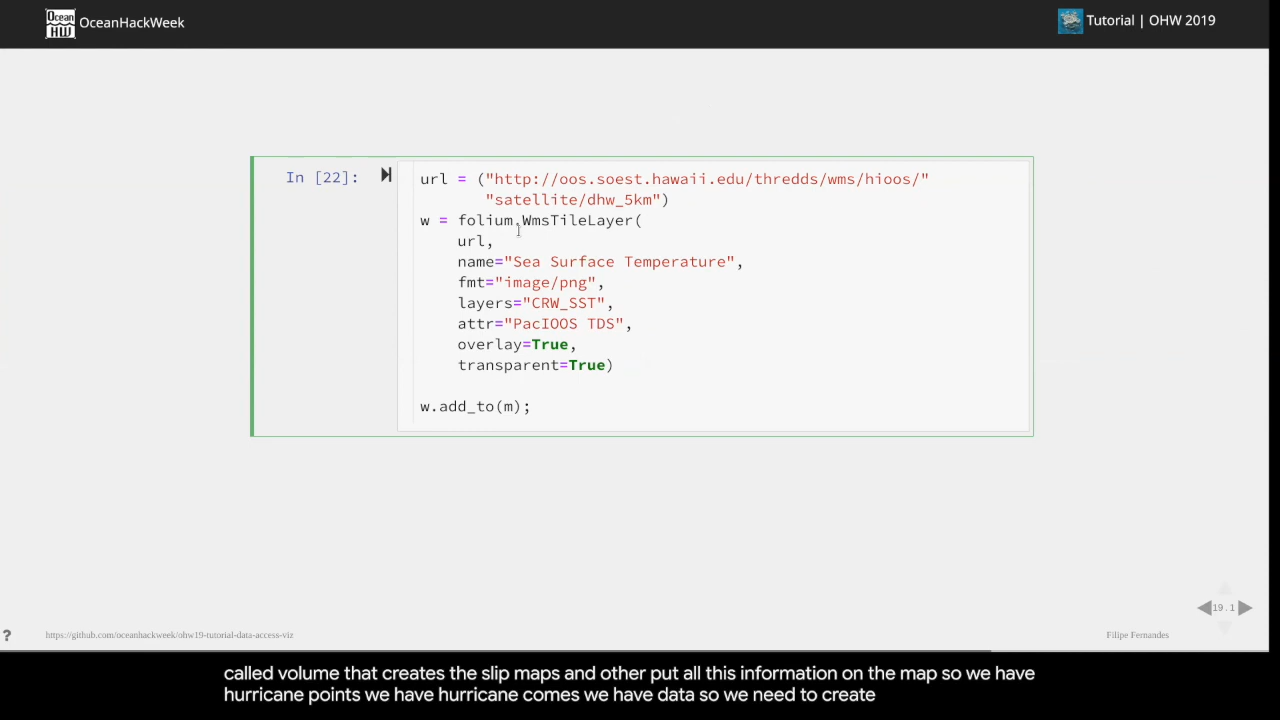 Ocean
HW
OceanHackWeek
Tutorial | OHW 2019
In [22]:
url = ("http://oos.soest.hawaii.edu/thredds/wms/hioos/"
"satellite/dhw_5km")
w = folium.WmsTileLayer(
url,
name="Sea Surface Temperature",
fmt="image/png",
layers="CRW_SST",
attr="PacIOOS TDS",
overlay=True,
transparent=True)
w.add_to(m);
19.1
?
https://github.com/oceanhackweek/ohw19-tutorial-data-access-viz
Filipe Fernandes
called volume that creates the slip maps and other put all this information on the map so we have
hurricane points we have hurricane comes we have data so we need to create